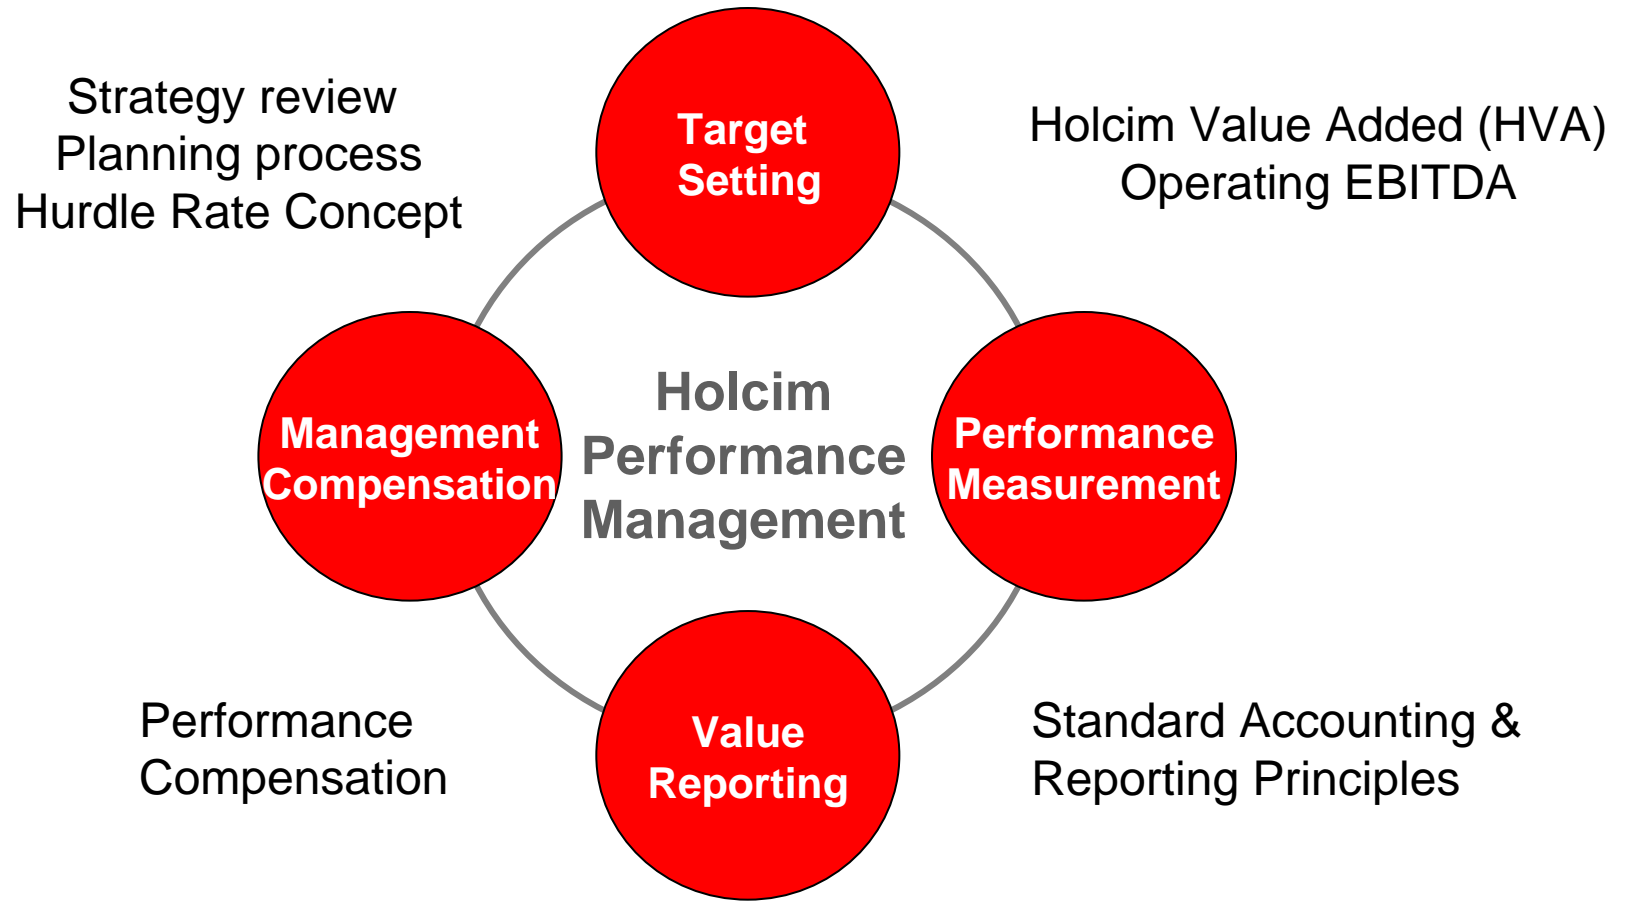 Strategy review
Planning process
Hurdle Rate Concept
Target
Setting
Holcim Value Added (HVA)
Operating EBITDA
Management
Compensation
Holcim
Performance
Management
Performance
Measurement
Performance
Compensation
Value
Reporting
Standard Accounting &
Reporting Principles